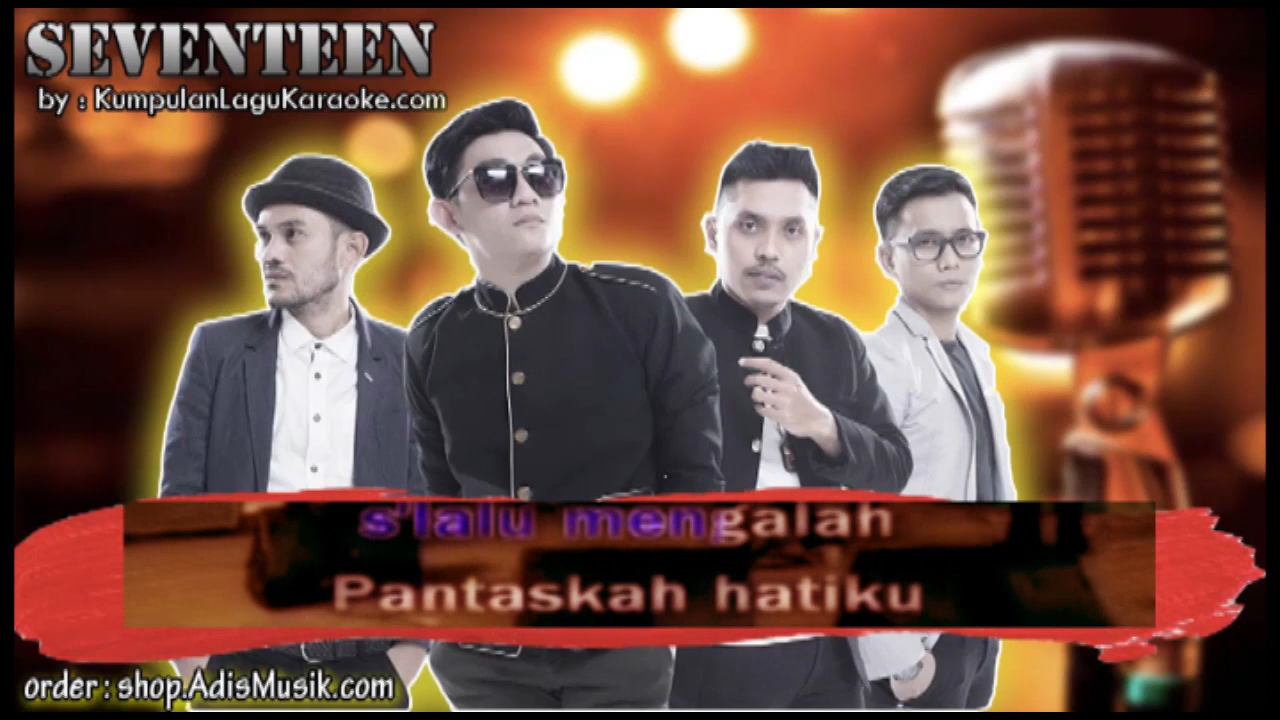 SEVENTEEN
by : KumpulanLaguKaraoke.com
s'lalu mengalah
Pantaskah hatiku
order : shop.AdisMusik.com